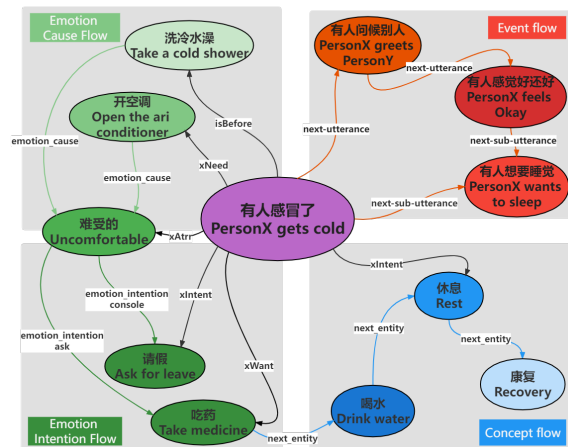 Emotion
Cause Flow
洗冷水澡
Take a cold shower
开空调
Open the ari
conditioner
emotion_cause
emotion_cause
isBefore
xNeed
有人问候别人
PersonX greets
PersonY
Event flow
next-utterance
有人感觉好还好
PersonX feels
Okay
next-utterance
next-sub-utterance
有人想要睡觉
PersonX wants
to sleep
next-sub-utterance
有人感冒了
PersonX gets cold
难受的
Uncomfortable
xAtrr
emotion_intention
console
xIntent
emotion_intention
ask
请假
Ask for leave
xWant
吃药
Take medicine
Emotion
Intention Flow
xIntent
休息
Rest
next_entity
next_entity
康复
Recovery
喝水
Drink water
next_entity
Concept flow